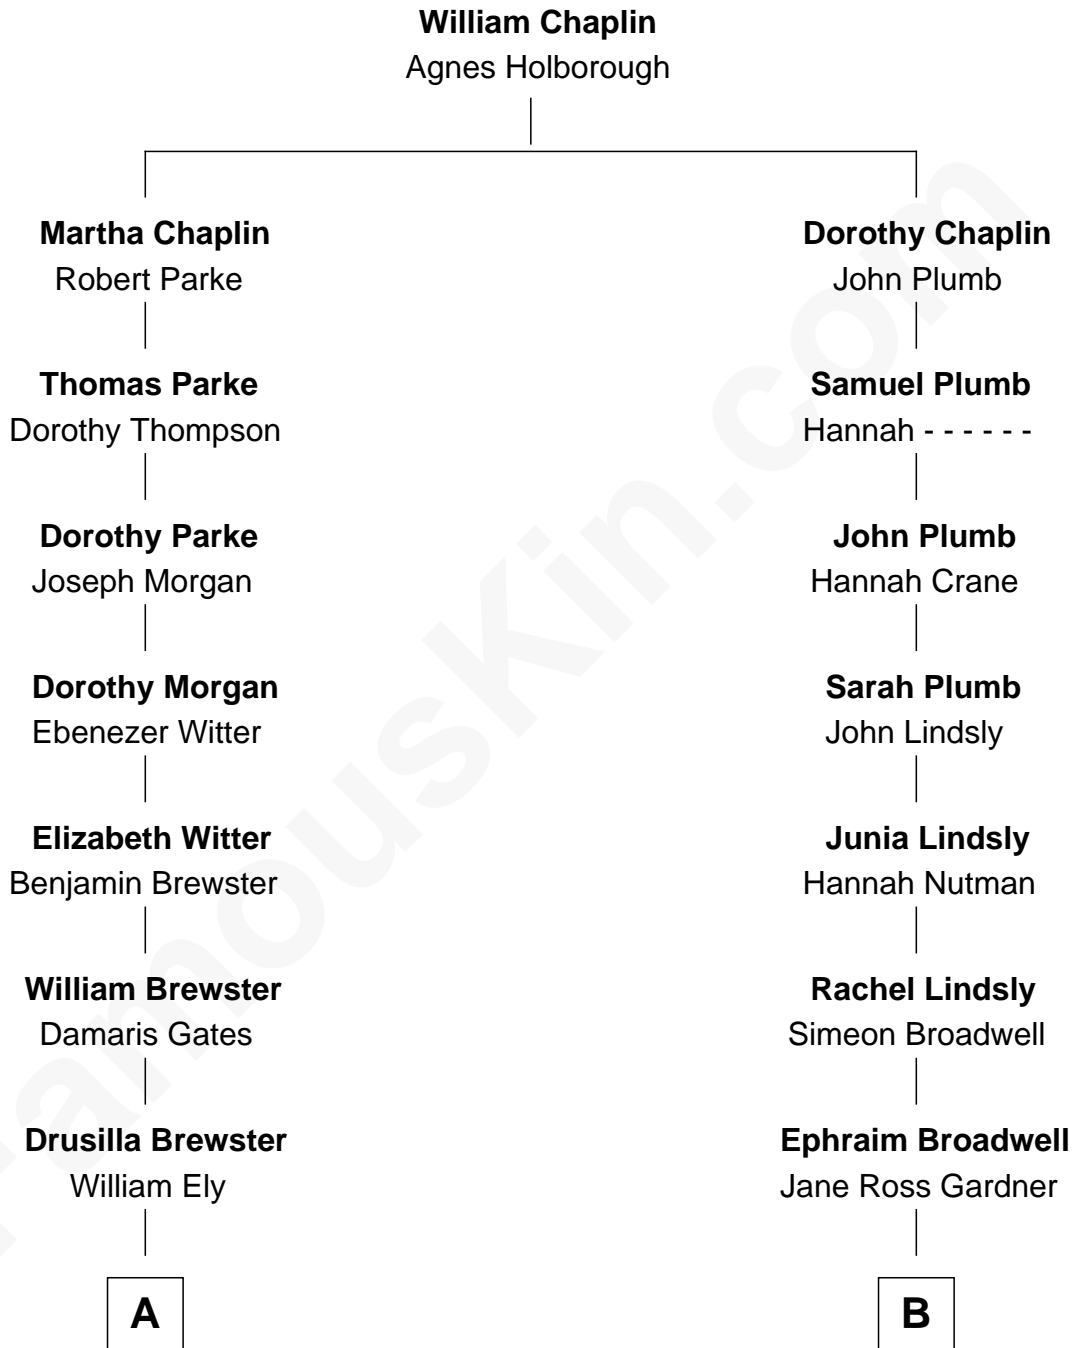 William Chaplin
Agnes Holborough
Martha Chaplin
Robert Parke
Dorothy Chaplin
John Plumb
Thomas Parke
Dorothy Thompson
Samuel Plumb
Hannah - - - - - -
Dorothy Parke
Joseph Morgan
John Plumb
Hannah Crane
Dorothy Morgan
Ebenezer Witter
Sarah Plumb
John Lindsly
Elizabeth Witter
Benjamin Brewster
Junia Lindsly
Hannah Nutman
William Brewster
Damaris Gates
Rachel Lindsly
Simeon Broadwell
Drusilla Brewster
William Ely
Ephraim Broadwell
Jane Ross Gardner
A
B
FamousKin.com